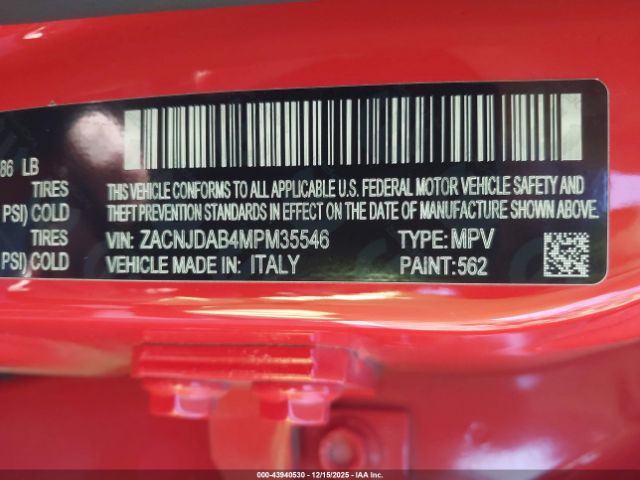 86 LB
TIRES
PSI) COLD
TIRES
PSI) COLD
THIS VEHICLE CONFORMS TO ALL APPLICABLE U.S. FEDERAL MOTOR VEHICLE SAFETY AND
THEFT PREVENTION STANDARDS IN EFFECT ON THE DATE OF MANUFACTURE SHOWN ABOVE.
VIN: ZACNJDAB4MPM35546 TYPE: MPV
VEHICLE MADE IN: ITALY PAINT: 562
000-43940530 - 12/15/2025 - IAA Inc.